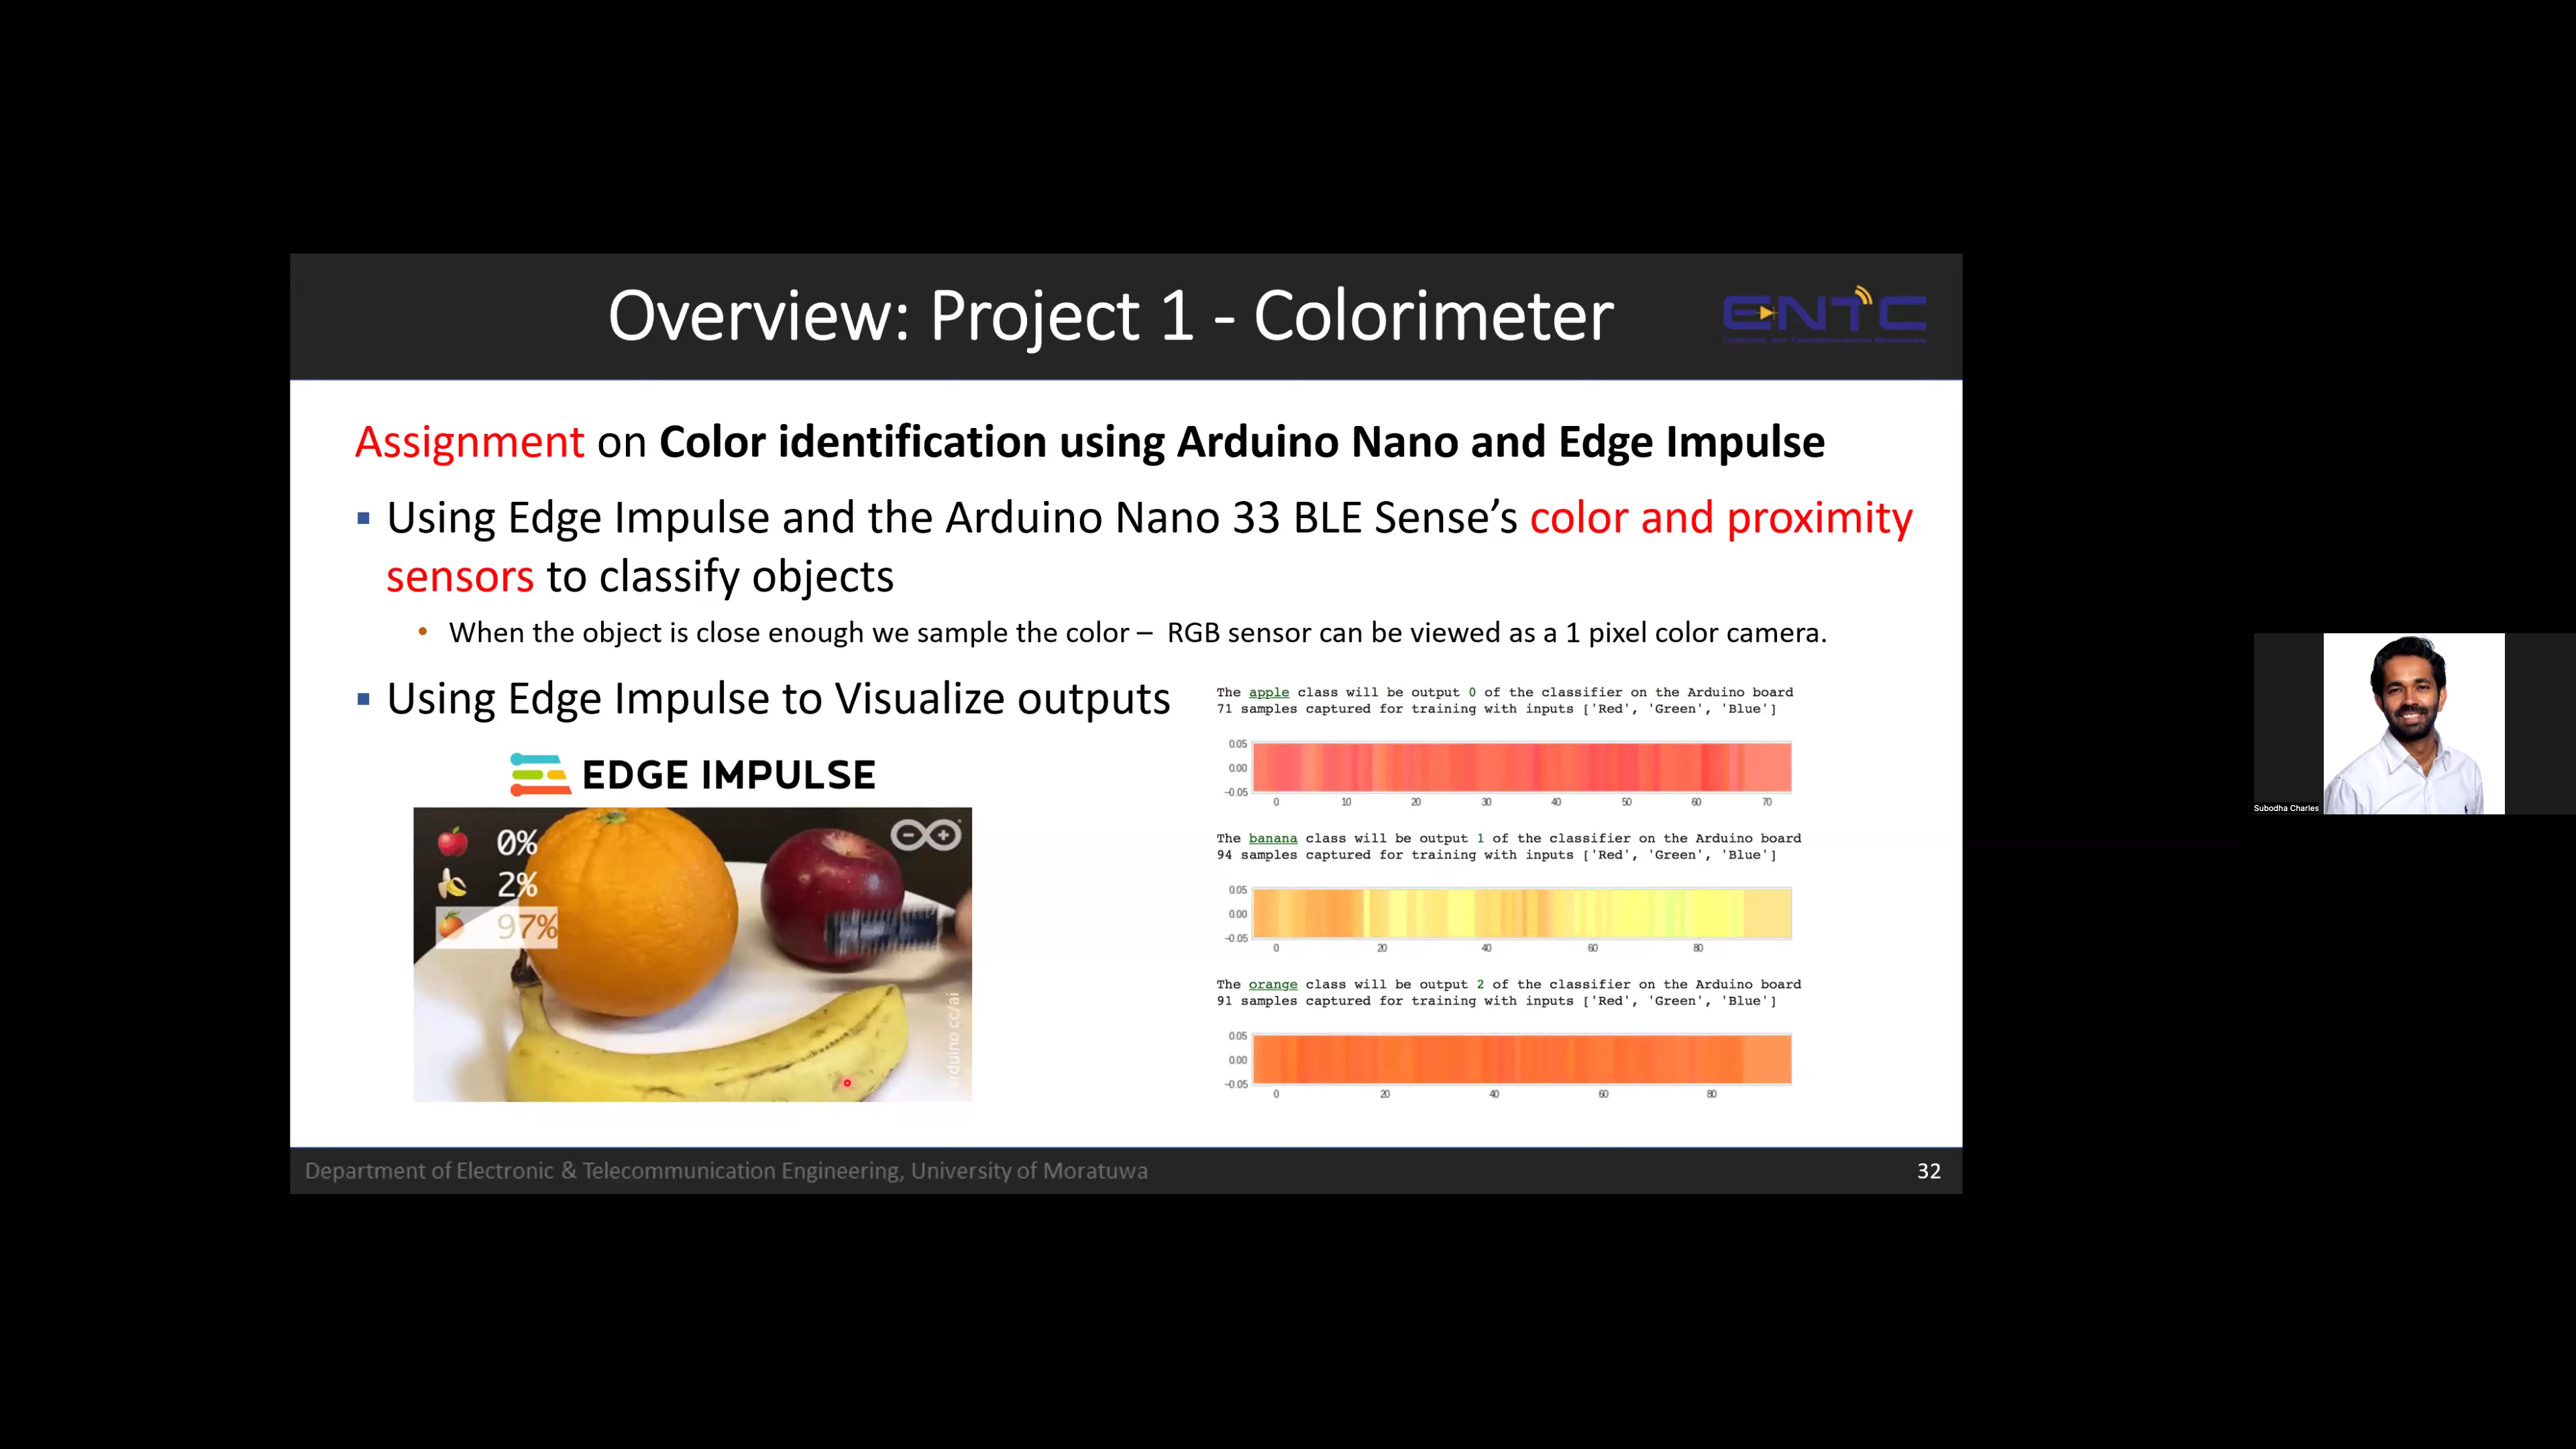 Overview: Project 1 - Colorimeter
ENTC
Assignment on Color identification using Arduino Nano and Edge Impulse
Using Edge Impulse and the Arduino Nano 33 BLE Sense’s color and proximity
sensors to classify objects
When the object is close enough we sample the color – RGB sensor can be viewed as a 1 pixel color camera.
Using Edge Impulse to Visualize outputs
EDGE IMPULSE
0%
2%
97%
arduino.cc/ai
The apple class will be output 0 of the classifier on the Arduino board
71 samples captured for training with inputs ['Red', 'Green', 'Blue']
0.05
0.00
−0.05
0 10 20 30 40 50 60 70
The banana class will be output 1 of the classifier on the Arduino board
94 samples captured for training with inputs ['Red', 'Green', 'Blue']
0.05
0.00
−0.05
0 20 40 60 80
The orange class will be output 2 of the classifier on the Arduino board
91 samples captured for training with inputs ['Red', 'Green', 'Blue']
0.05
0.00
−0.05
0 20 40 60 80
Subodha Charles
Department of Electronic & Telecommunication Engineering, University of Moratuwa
32